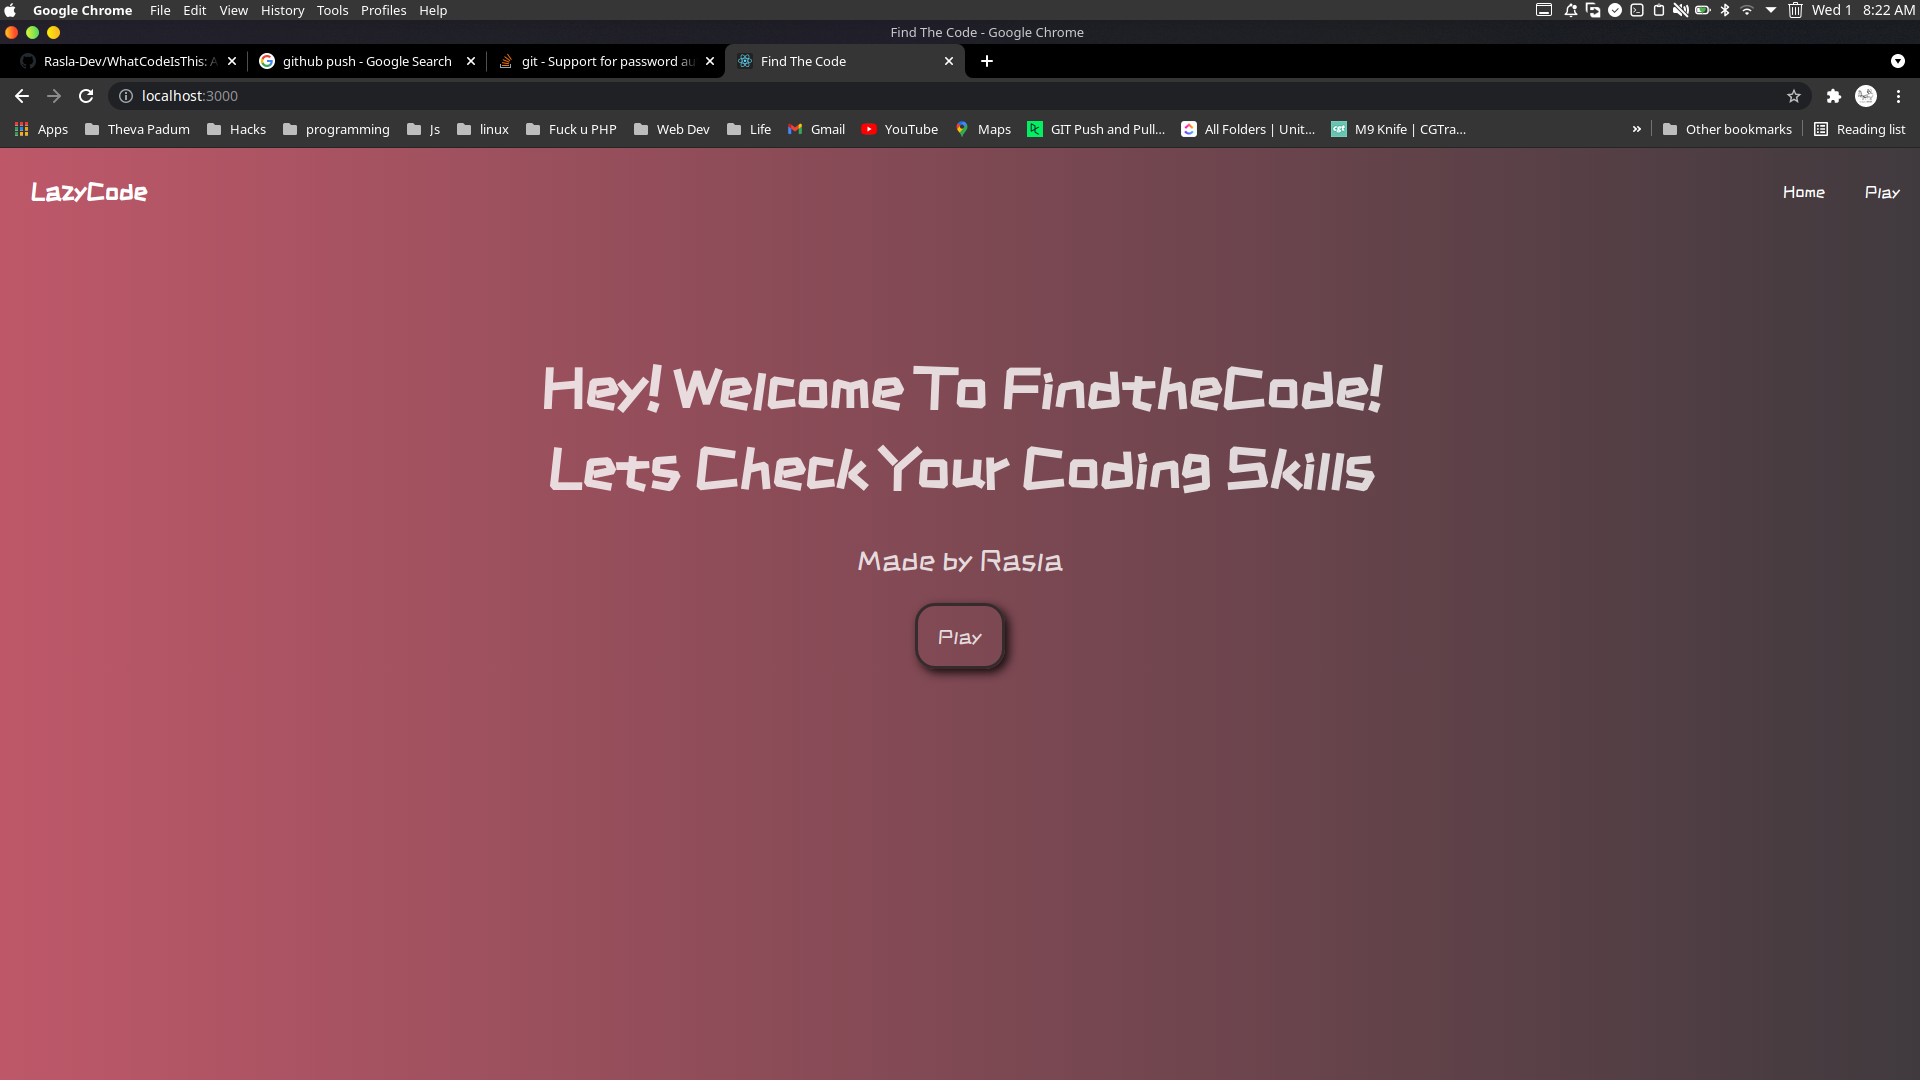 Google Chrome File Edit View History Tools Profiles Help Wed 1 8:22 AM
Find The Code - Google Chrome
Rasla-Dev/WhatCodeIsThis: A github push - Google Search git - Support for password au Find The Code
localhost:3000
Apps Theva Padum Hacks programming Js linux Fuck u PHP Web Dev Life Gmail YouTube Maps GIT Push and Pull... All Folders | Unit... M9 Knife | CGTra... » Other bookmarks Reading list
LazyCode Home Play
Hey! Welcome To FindtheCode!
Lets Check Your Coding Skills
Made by Rasla
Play